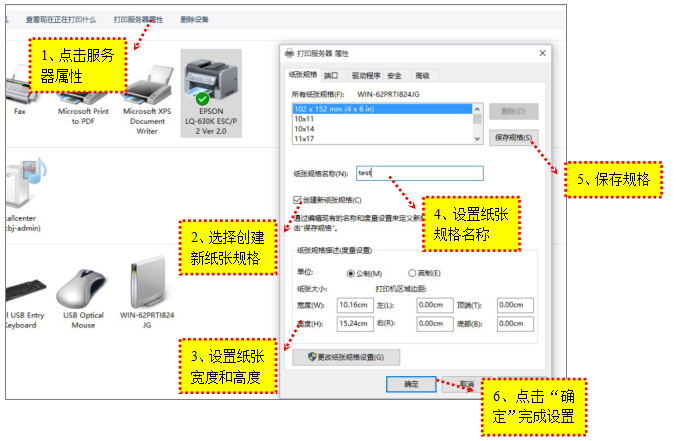 查看现在正在打印什么
打印服务器属性
删除设备
1、点击服务
器属性
Fax
Microsoft Print
to PDF
Microsoft XPS
Document
Writer
EPSON
LQ-630K ESC/P
2 Ver 2.0
allcenter
:bj-admin)
USB Entry
Keyboard
USB Optical
Mouse
WIN-62PRTI824
JG
打印服务器 属性
纸张规格
端口
驱动程序
安全
高级
所有纸张规格(F):
WIN-62PRTI824JG
102 x 152 mm (4 x 6 in)
10x11
10x14
11x17
删除(D)
保存规格(S)
5、保存规格
纸张规格名称(N):
test
创建新纸张规格(C)
4、设置纸张
规格名称
通过编辑现有的名称和度量设置来定义新
击"保存规格"。
2、选择创建
新纸张规格
纸张规格描述(度量设置)
单位:
公制(M)
英制(E)
纸张大小:
打印机区域边距:
宽度(W):
10.16cm
左(L):
0.00cm
顶端(T):
0.00cm
高度(H):
15.24cm
右(R):
0.00cm
底部(B):
0.00cm
3、设置纸张
宽度和高度
更改纸张规格设置(G)
确定
取消
6、点击“确
定”完成设置